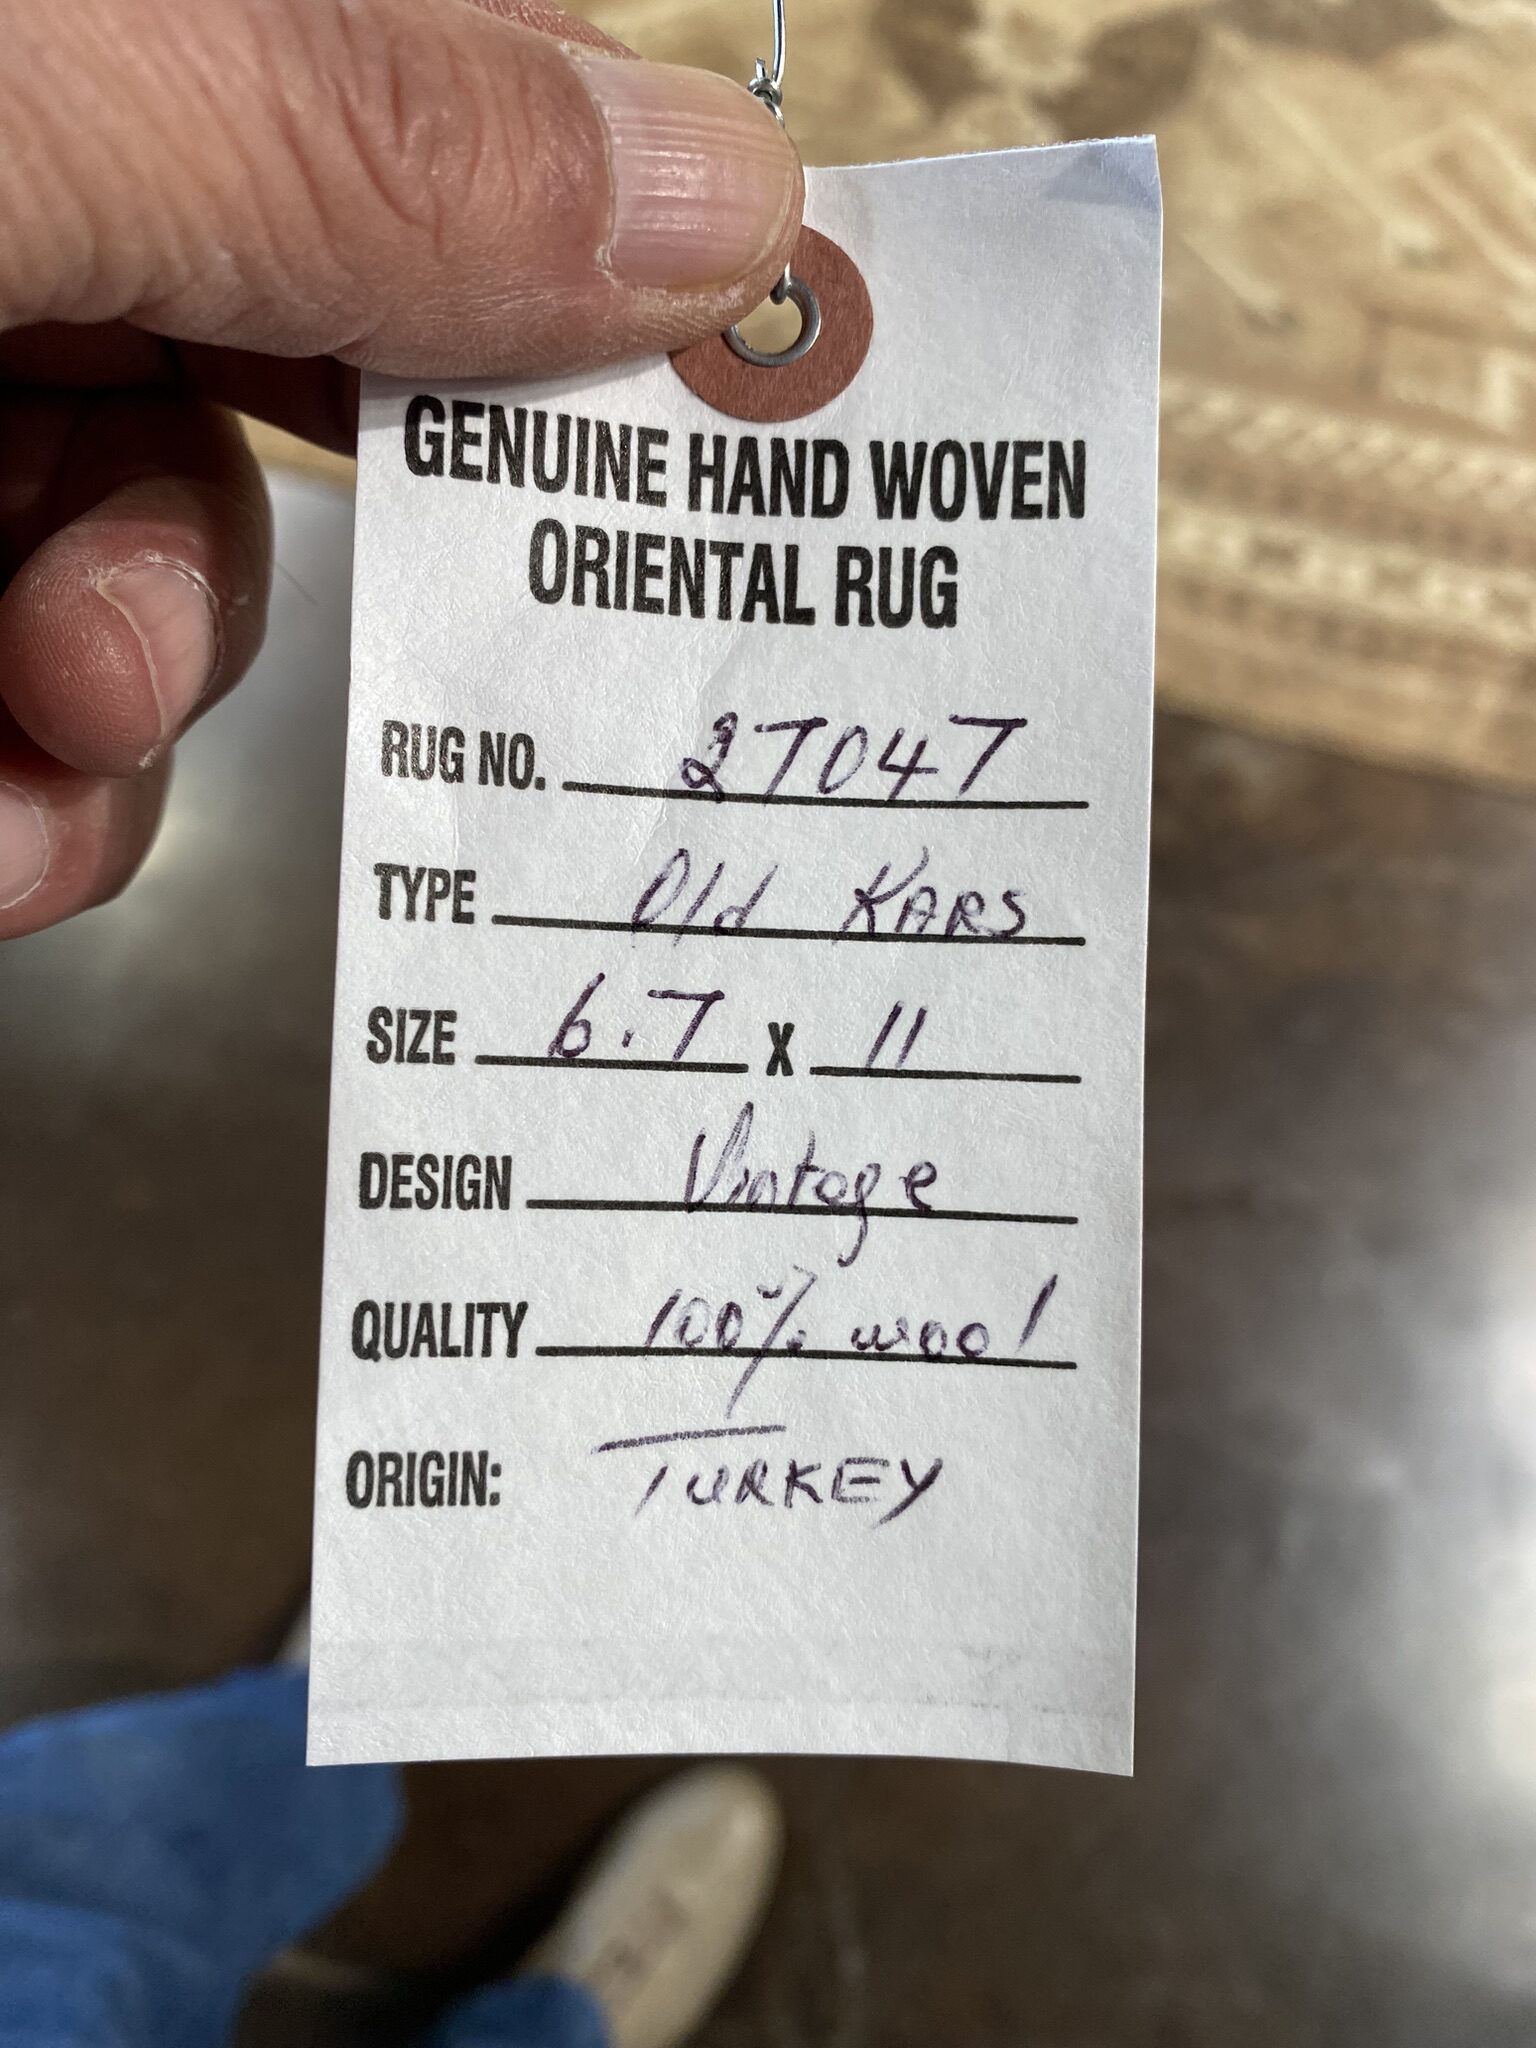 GENUINE HAND WOVEN
ORIENTAL RUG
RUG NO. 27047
TYPE Old KARS
SIZE 6.7 X 11
DESIGN Vintage
QUALITY 100% wool
ORIGIN: TURKEY